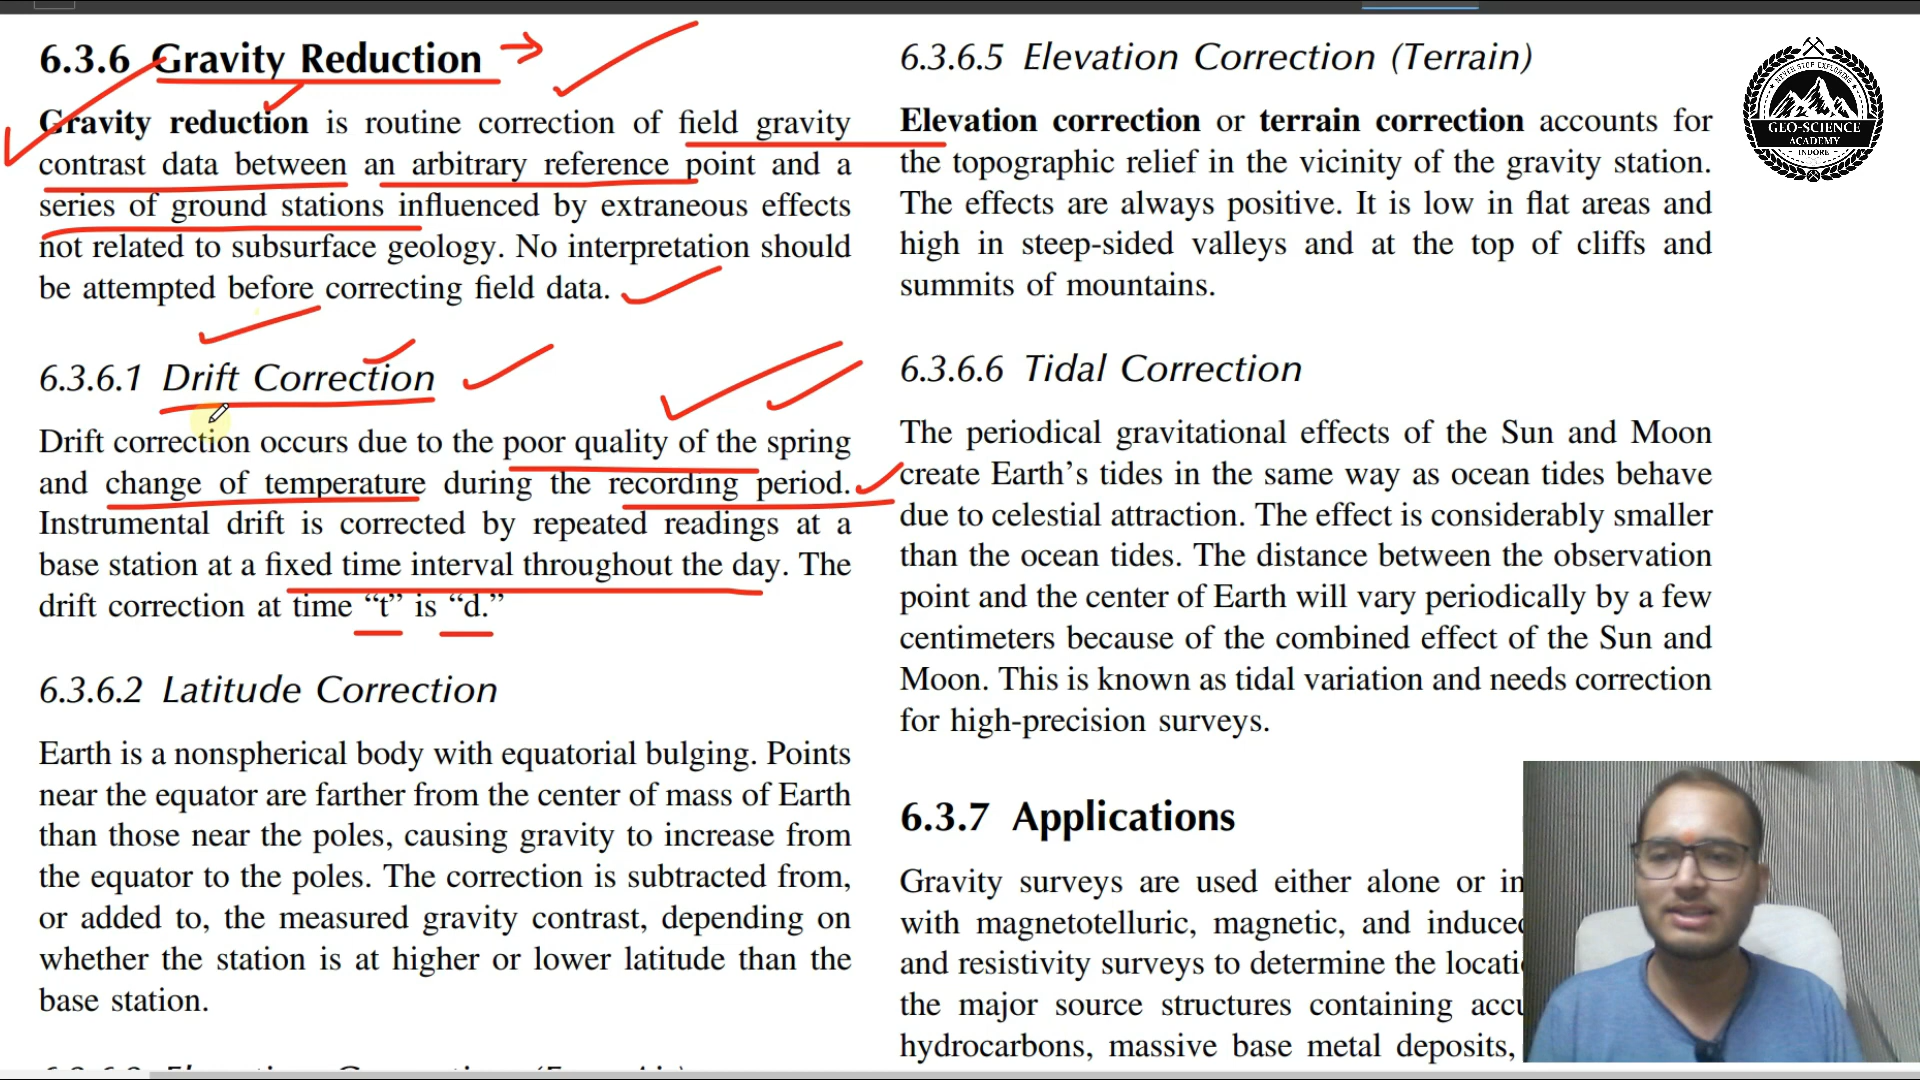 6.3.6 Gravity Reduction
Gravity reduction is routine correction of field gravity
contrast data between an arbitrary reference point and a
series of ground stations influenced by extraneous effects
not related to subsurface geology. No interpretation should
be attempted before correcting field data.
6.3.6.1 Drift Correction
Drift correction occurs due to the poor quality of the spring
and change of temperature during the recording period.
Instrumental drift is corrected by repeated readings at a
base station at a fixed time interval throughout the day. The
drift correction at time “t” is “d.”
6.3.6.2 Latitude Correction
Earth is a nonspherical body with equatorial bulging. Points
near the equator are farther from the center of mass of Earth
than those near the poles, causing gravity to increase from
the equator to the poles. The correction is subtracted from,
or added to, the measured gravity contrast, depending on
whether the station is at higher or lower latitude than the
base station.
6.3.6.5 Elevation Correction (Terrain)
Elevation correction or terrain correction accounts for
the topographic relief in the vicinity of the gravity station.
The effects are always positive. It is low in flat areas and
high in steep-sided valleys and at the top of cliffs and
summits of mountains.
6.3.6.6 Tidal Correction
The periodical gravitational effects of the Sun and Moon
create Earth’s tides in the same way as ocean tides behave
due to celestial attraction. The effect is considerably smaller
than the ocean tides. The distance between the observation
point and the center of Earth will vary periodically by a few
centimeters because of the combined effect of the Sun and
Moon. This is known as tidal variation and needs correction
for high-precision surveys.
6.3.7 Applications
Gravity surveys are used either alone or in
with magnetotelluric, magnetic, and induced
and resistivity surveys to determine the locati
the major source structures containing accu
hydrocarbons, massive base metal deposits,
NEVER STOP EXPLORING
GEO-SCIENCE
ACADEMY
INDORE